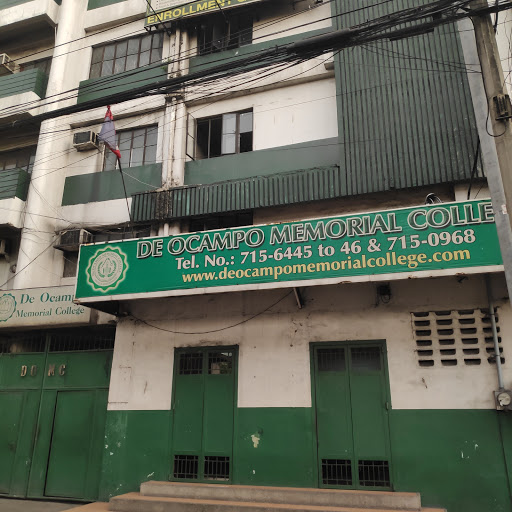 ENROLLMENT
DE OCAMPO MEMORIAL COLLE
Tel. No.: 715-6445 to 46 & 715-0968
www.deocampomemorialcollege.com
De Ocam
Memorial College
DO MC